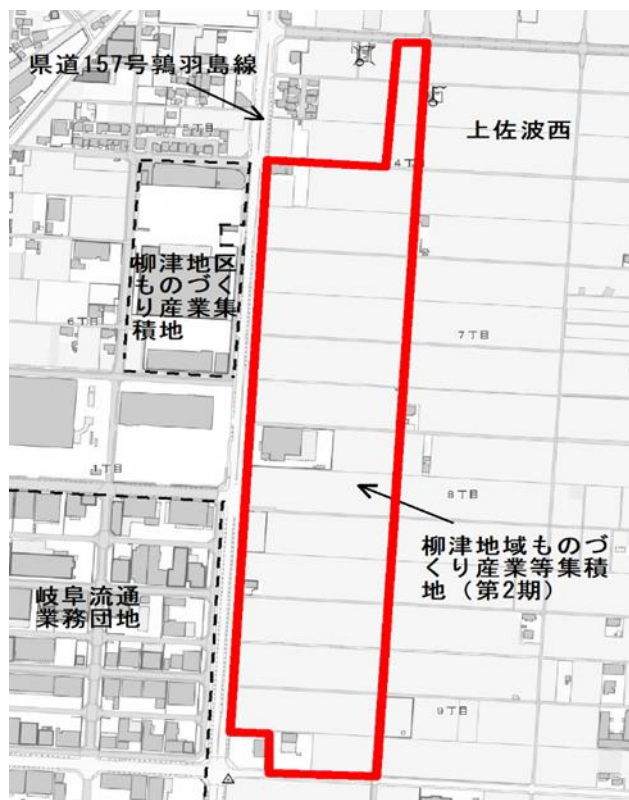 県道157号鶉羽島線
上佐波西
5丁目
4丁目
柳津地区
ものづく
り産業集
積地
6丁目
7丁目
1丁目
8丁目
柳津地域ものづ
くり産業等集積
地（第2期）
岐阜流通
業務団地
9丁目